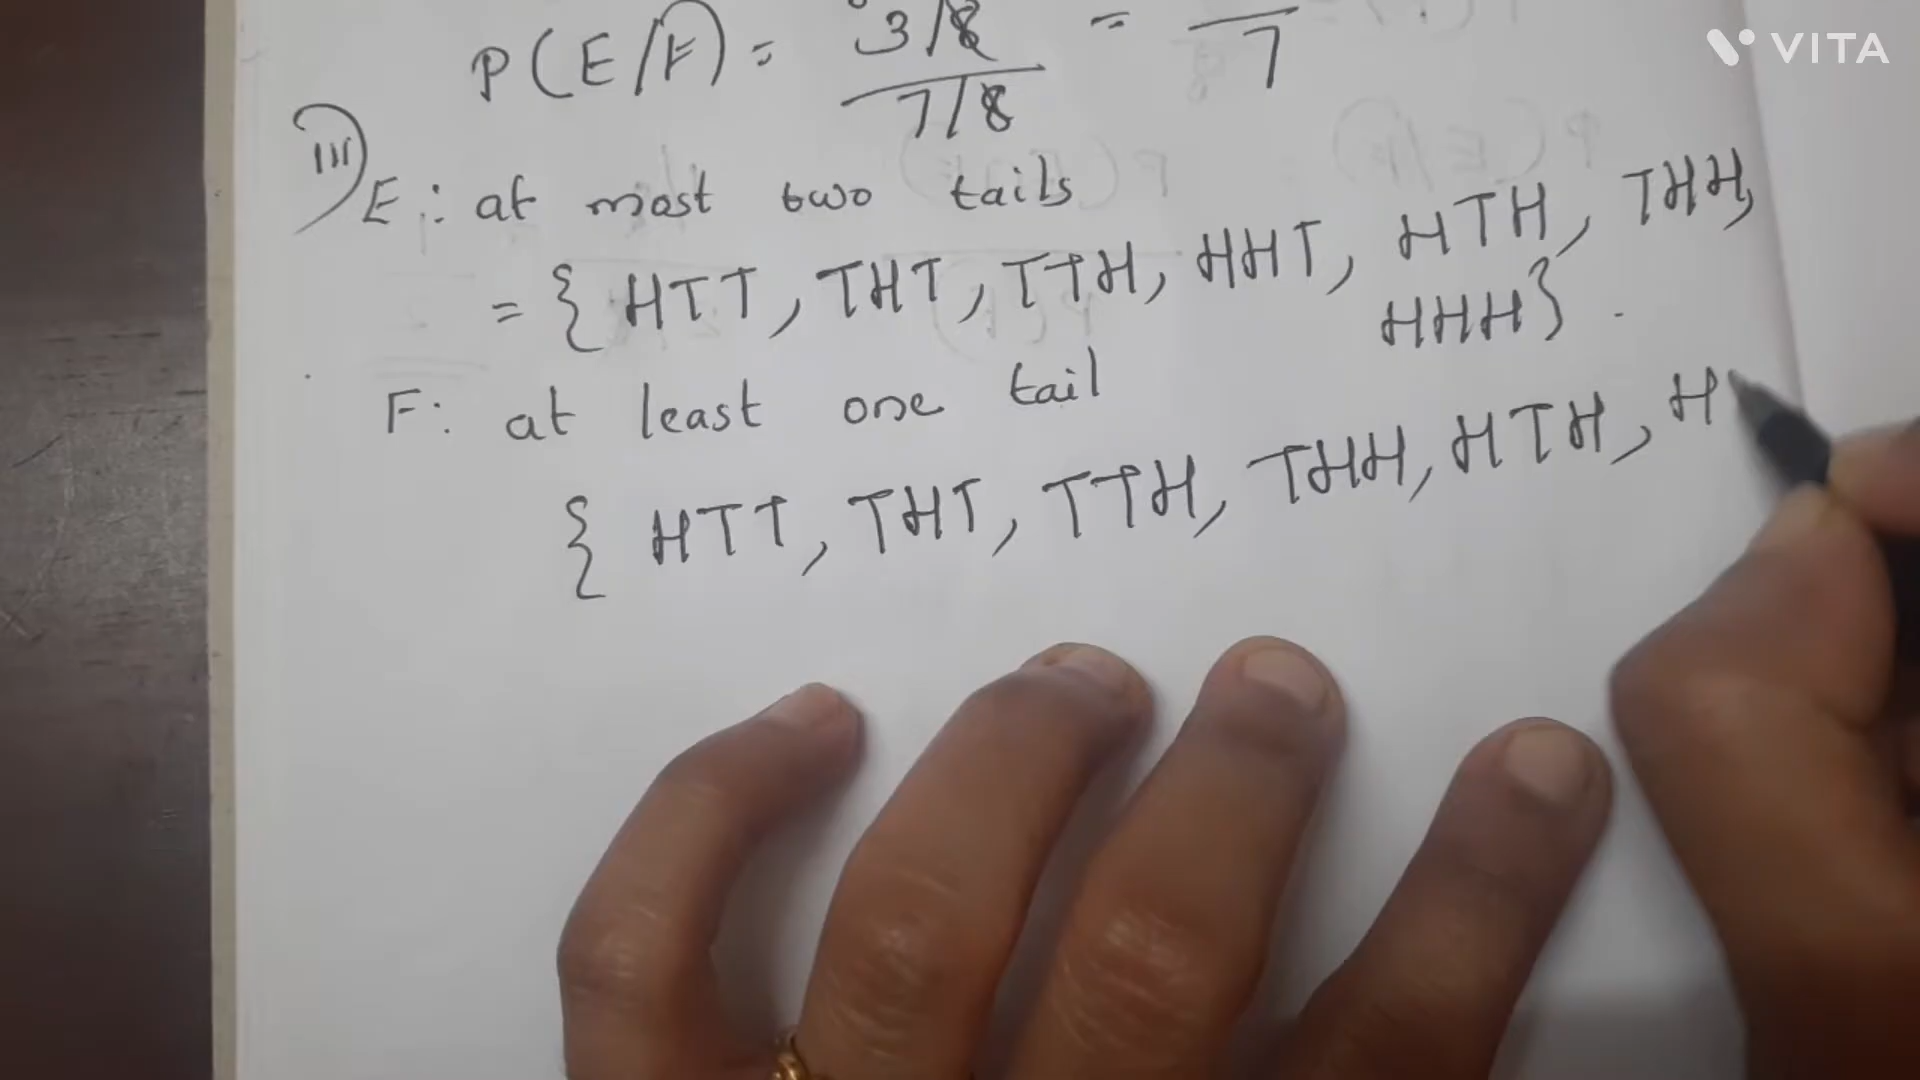 VITA
P(E/F) = 3/8 / 7/8 = 7
III) E: at most two tails
= { HTT, THT, TTH, HHT, HTH, THH,
HHH}.
F: at least one tail
{ HTT, THT, TTH, THH, HTH, H